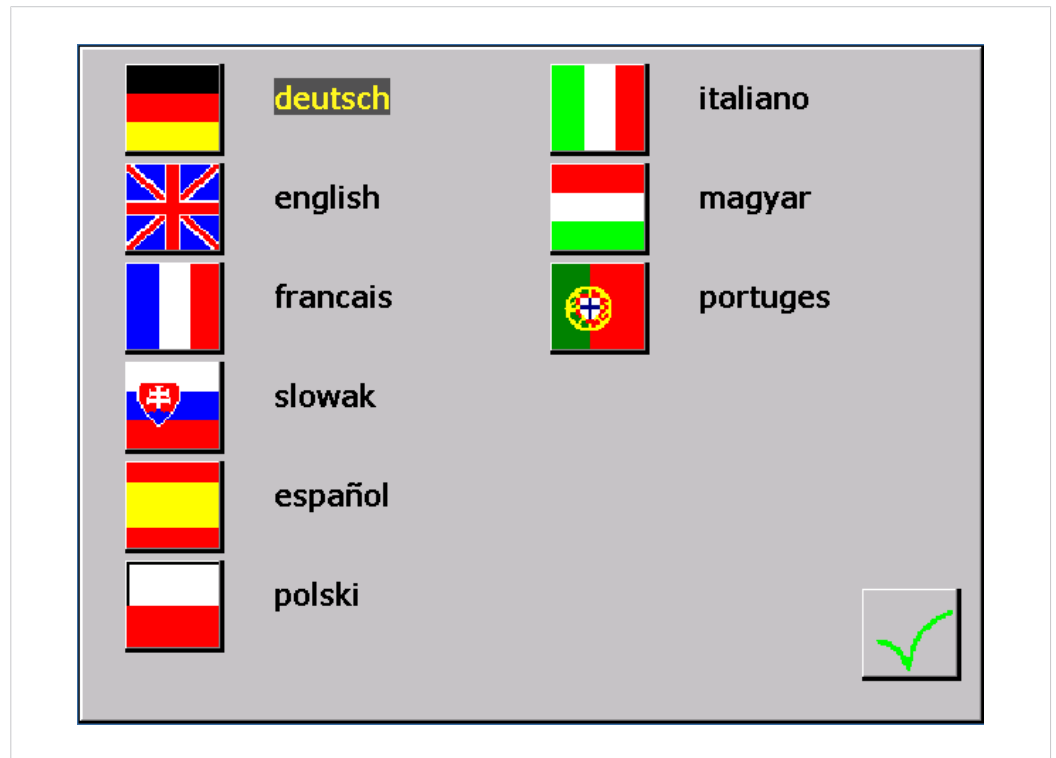 deutsch
english
francais
slowak
español
polski
italiano
magyar
portuges